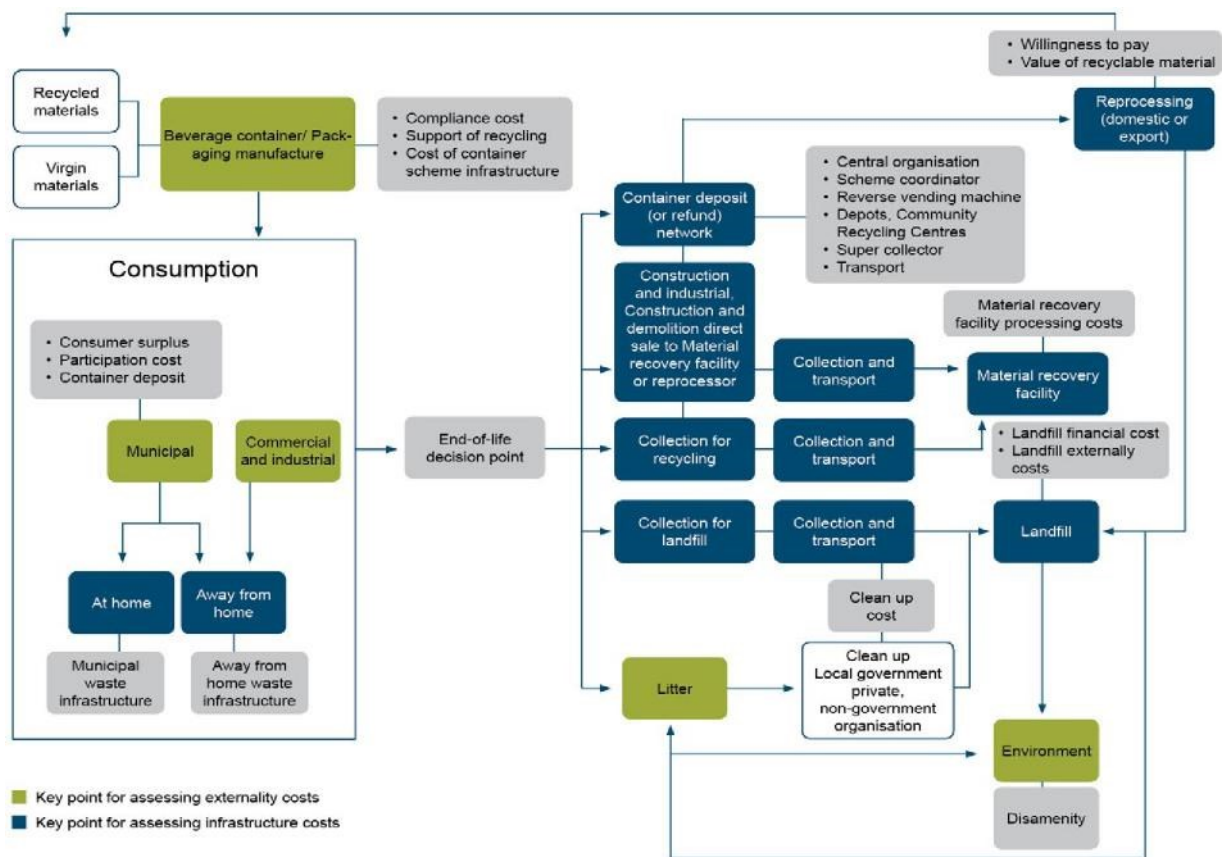 • Willingness to pay
• Value of recyclable material
Recycled
materials
Virgin
materials
Beverage container/ Pack-
aging manufacture
• Compliance cost
• Support of recycling
• Cost of container
scheme infrastructure
Reprocessing
(domestic or
export)
Container deposit
(or refund)
network
• Central organisation
• Scheme coordinator
• Reverse vending machine
• Depots, Community
Recycling Centres
• Super collector
• Transport
Consumption
• Consumer surplus
• Participation cost
• Container deposit
Municipal
Commercial
and industrial
At home
Away from
home
Municipal
waste
infrastructure
Away from
home waste
infrastructure
End-of-life
decision point
Construction
and industrial,
Construction and
demolition direct
sale to Material
recovery facility
or reprocessor
Collection and
transport
Material recovery
facility processing costs
Material recovery
facility
Collection for
recycling
Collection and
transport
• Landfill financial cost
• Landfill externally
costs
Collection for
landfill
Collection and
transport
Landfill
Clean up
cost
Litter
Clean up
Local government
private,
non-government
organisation
Environment
Disamenity
Key point for assessing externality costs
Key point for assessing infrastructure costs